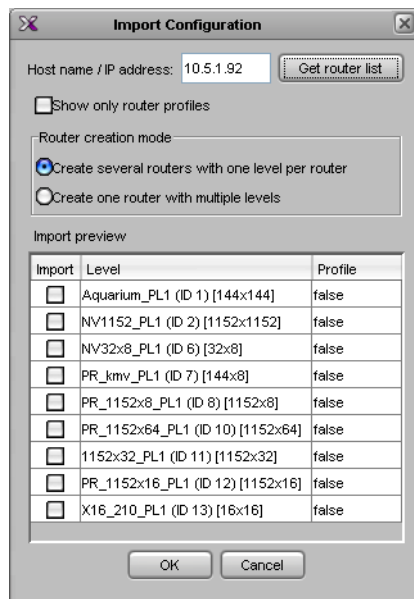 Import Configuration
Host name / IP address: 10.5.1.92 Get router list
Show only router profiles
Router creation mode
Create several routers with one level per router
Create one router with multiple levels
Import preview
Import Level Profile
Aquarium_PL1 (ID 1) [144x144] false
NV1152_PL1 (ID 2) [1152x1152] false
NV32x8_PL1 (ID 6) [32x8] false
PR_kmv_PL1 (ID 7) [144x8] false
PR_1152x8_PL1 (ID 8) [1152x8] false
PR_1152x64_PL1 (ID 10) [1152x64] false
1152x32_PL1 (ID 11) [1152x32] false
PR_1152x16_PL1 (ID 12) [1152x16] false
X16_210_PL1 (ID 13) [16x16] false
OK Cancel